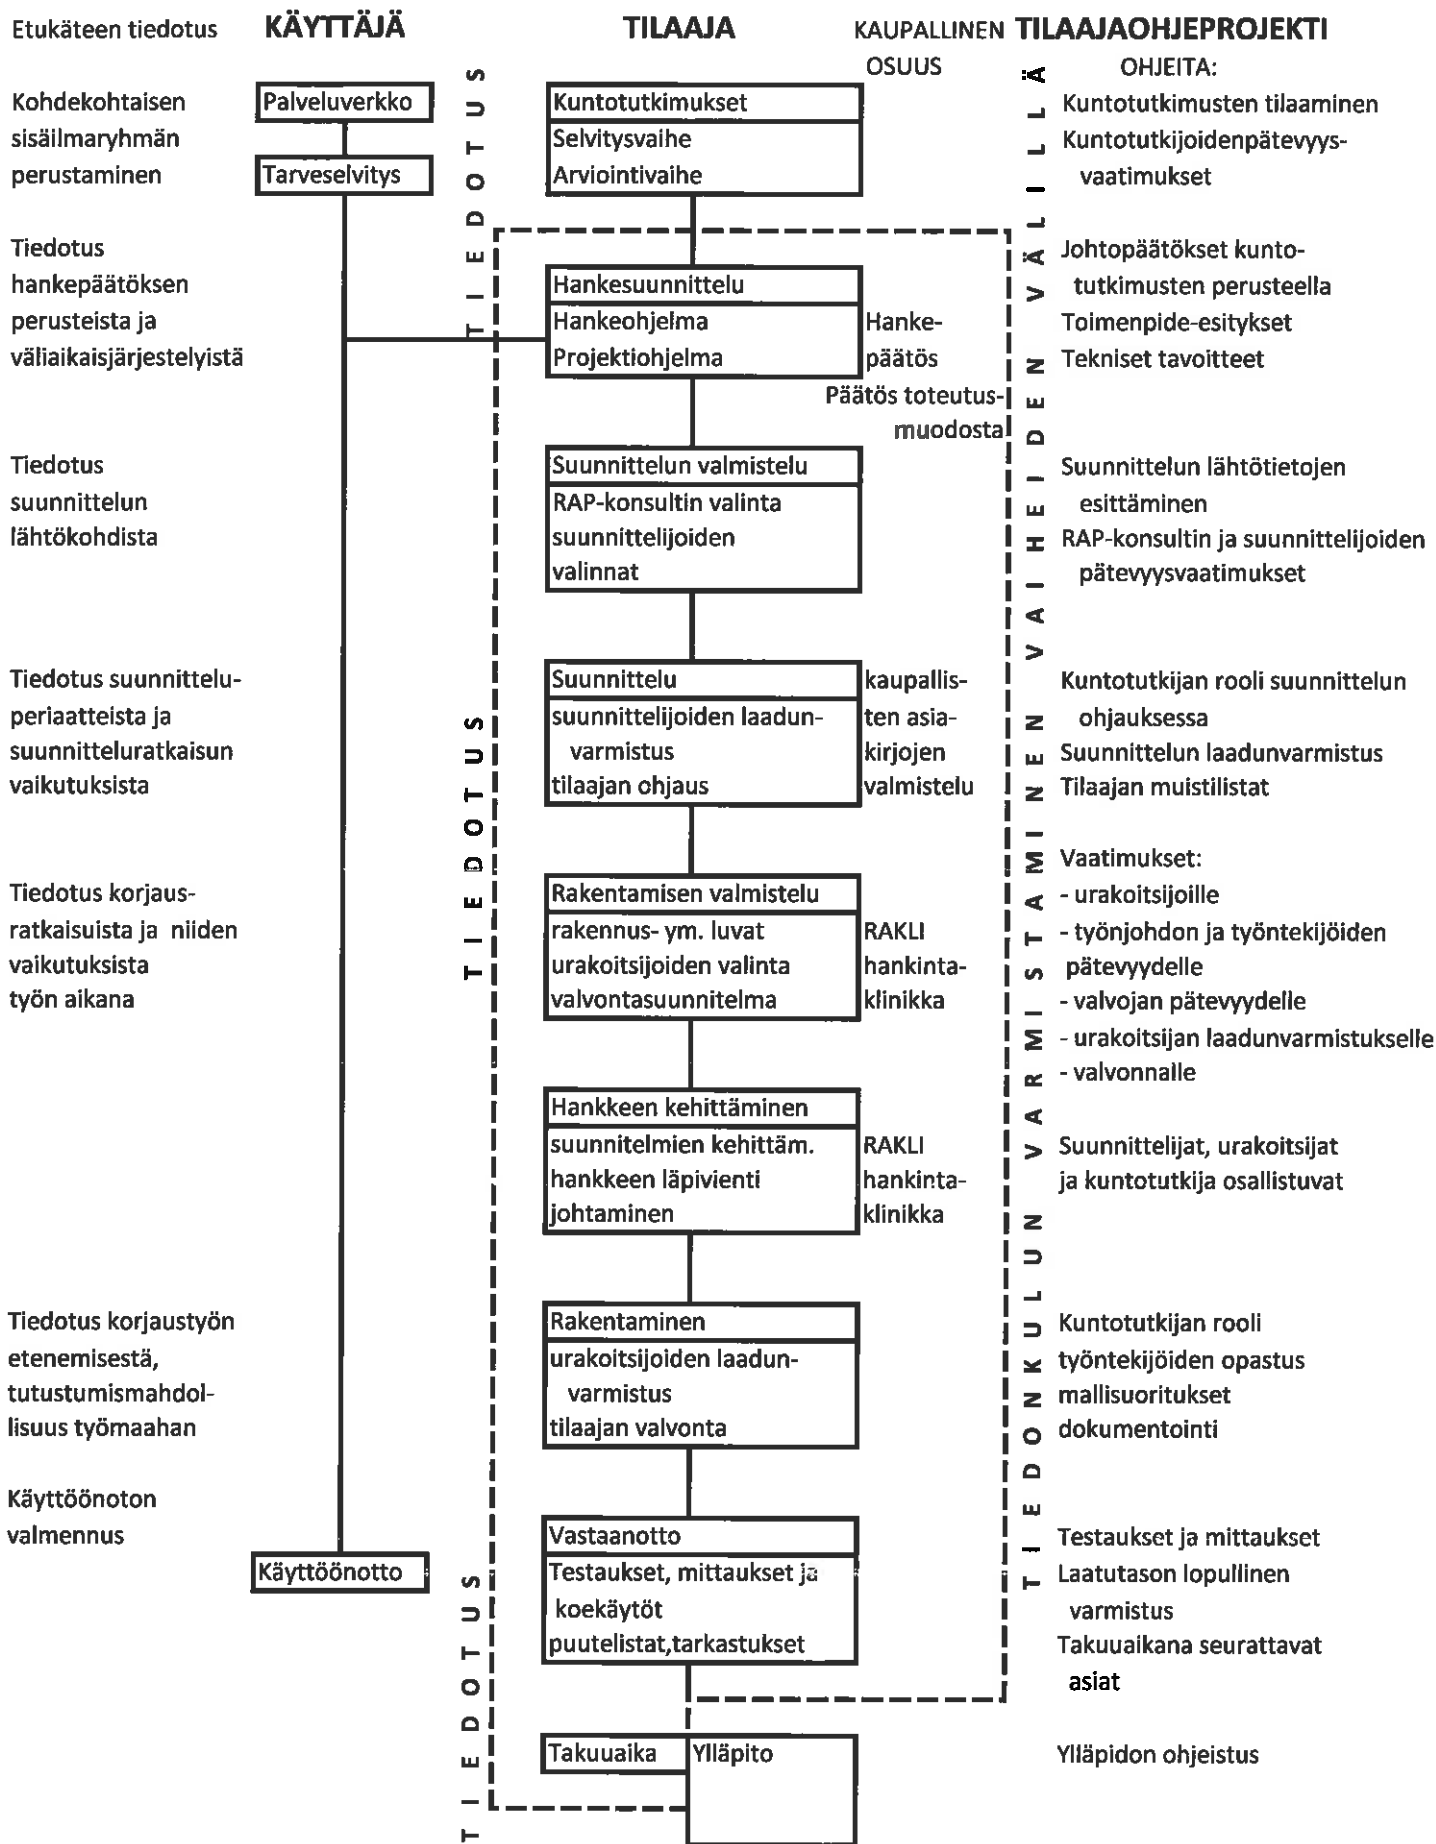 Etukäteen tiedotus
KÄYTTÄJÄ
TILAAJA
KAUPALLINEN
OSUUS
TILAAJAOHJEPROJEKTI
OHJEITA:
Kohdekohtaisen
sisäilmaryhmän
perustaminen
Palveluverkko
Tarveselvitys
TIEDOTUS
Kuntotutkimukset
Selvitysvaihe
Arviointivaihe
Kuntotutkimusten tilaaminen
Kuntotutkijoidenpätevyys-
vaatimukset
TIEDONKULUN VARMISTAMINEN VAIHEIDEN VÄLILLÄ
Tiedotus
hankepäätöksen
perusteista ja
väliaikaisjärjestelyistä
Hankesuunnittelu
Hankeohjelma
Projektiohjelma
Hanke-
päätös
Päätös toteutus-
muodosta
Johtopäätökset kunto-
tutkimusten perusteella
Toimenpide-esitykset
Tekniset tavoitteet
Tiedotus
suunnittelun
lähtökohdista
Suunnittelun valmistelu
RAP-konsultin valinta
suunnittelijoiden
valinnat
Suunnittelun lähtötietojen
esittäminen
RAP-konsultin ja suunnittelijoiden
pätevyysvaatimukset
Tiedotus suunnittelu-
periaatteista ja
suunnitteluratkaisun
vaikutuksista
TIEDOTUS
Suunnittelu
suunnittelijoiden laadun-
varmistus
tilaajan ohjaus
kaupallis-
ten asia-
kirjojen
valmistelu
Kuntotutkijan rooli suunnittelun
ohjauksessa
Suunnittelun laadunvarmistus
Tilaajan muistilistat
Tiedotus korjaus-
ratkaisuista ja niiden
vaikutuksista
työn aikana
Rakentamisen valmistelu
rakennus- ym. luvat
urakoitsijoiden valinta
valvontasuunnitelma
RAKLI
hankinta-
klinikka
Vaatimukset:
- urakoitsijoille
- työnjohdon ja työntekijöiden
pätevyydelle
- valvojan pätevyydelle
- urakoitsijan laadunvarmistukselle
- valvonnalle
Hankkeen kehittäminen
suunnitelmien kehittäm.
hankkeen läpivienti
johtaminen
RAKLI
hankinta-
klinikka
Suunnittelijat, urakoitsijat
ja kuntotutkija osallistuvat
Tiedotus korjaustyön
etenemisestä,
tutustumismahdol-
lisuus työmaahan
Rakentaminen
urakoitsijoiden laadun-
varmistus
tilaajan valvonta
Kuntotutkijan rooli
työntekijöiden opastus
mallisuoritukset
dokumentointi
Käyttöönoton
valmennus
Käyttöönotto
TIEDOTUS
Vastaanotto
Testaukset, mittaukset ja
koekäytöt
puutelistat,tarkastukset
Testaukset ja mittaukset
Laatutason lopullinen
varmistus
Takuuaikana seurattavat
asiat
Takuuaika
Ylläpito
Ylläpidon ohjeistus